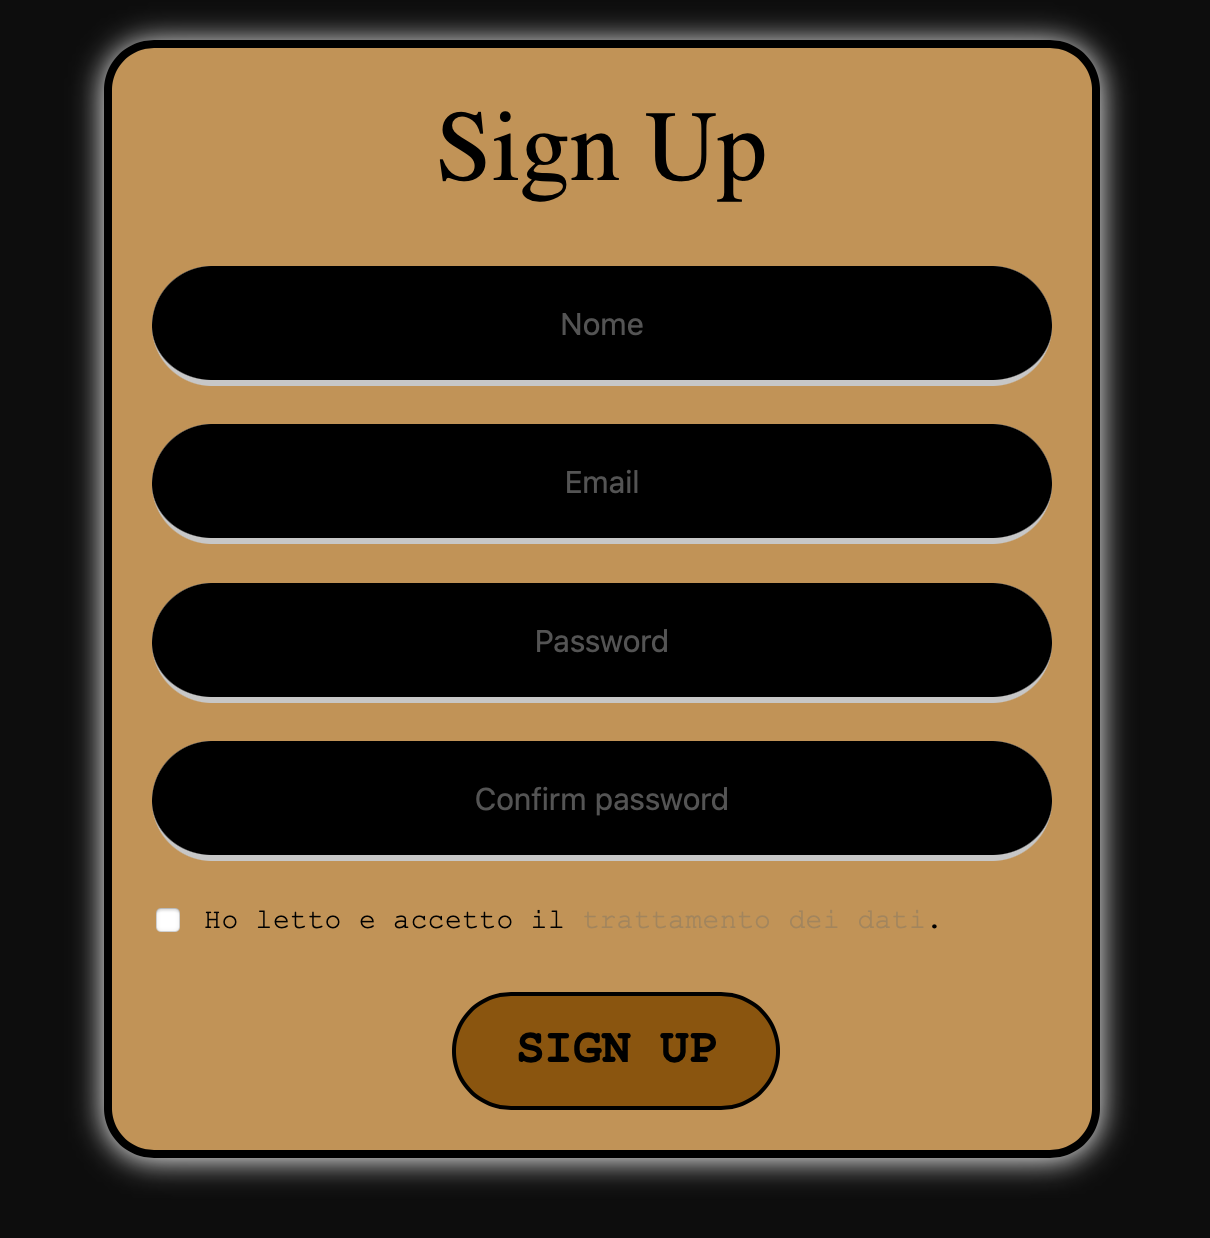 Sign Up
Nome
Email
Password
Confirm password
Ho letto e accetto il trattamento dei dati.
SIGN UP